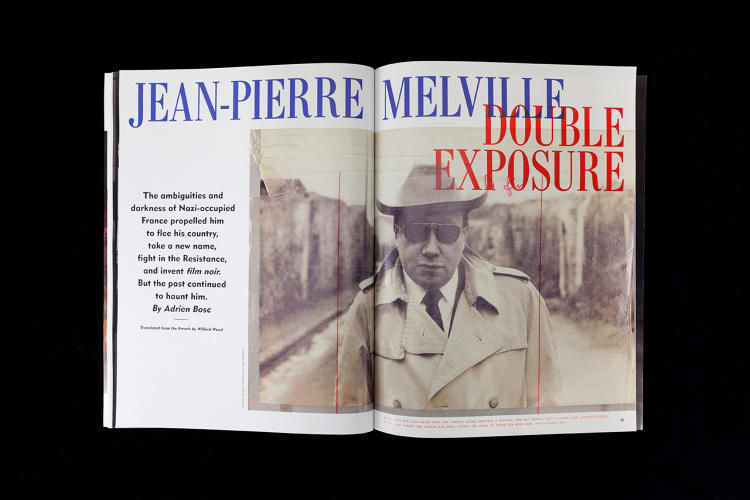 JEAN-PIERRE MELVILLE
DOUBLE
EXPOSURE
The ambiguities and
darkness of Nazi-occupied
France propelled him
to flee his country,
take a new name,
fight in the Resistance,
and invent film noir.
But the past continued
to haunt him.
By Adrien Bosc
Translated from the French by Willard Wood